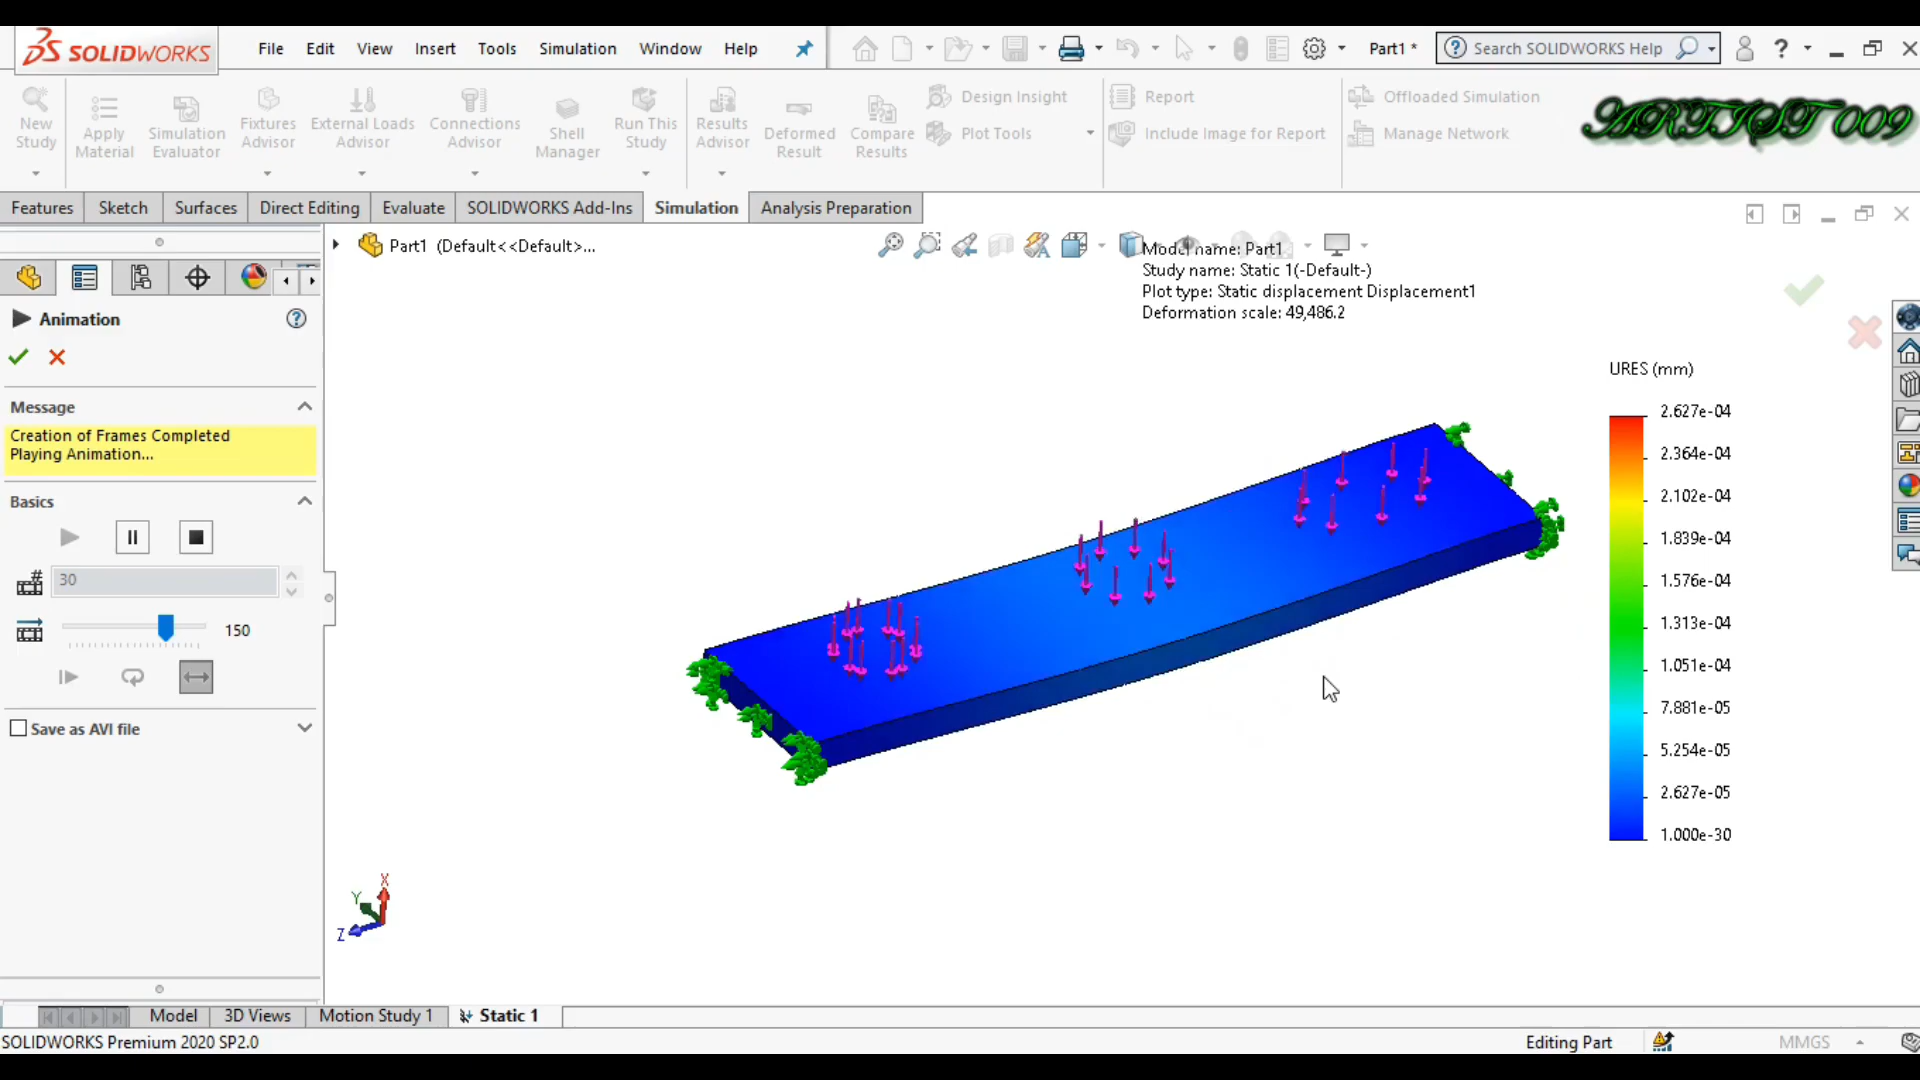 SOLIDWORKS
File Edit View Insert Tools Simulation Window Help
Part1 *
Search SOLIDWORKS Help
New Study
Apply Material
Simulation Evaluator
Fixtures Advisor
External Loads Advisor
Connections Advisor
Shell Manager
Run This Study
Results Advisor
Deformed Result
Compare Results
Design Insight
Plot Tools
Report
Include Image for Report
Offloaded Simulation
Manage Network
ARTIST 009
Features Sketch Surfaces Direct Editing Evaluate SOLIDWORKS Add-Ins Simulation Analysis Preparation
Part1 (Default<<Default>...
Model name: Part1
Study name: Static 1(-Default-)
Plot type: Static displacement Displacement1
Deformation scale: 49,486.2
Animation
Message
Creation of Frames Completed
Playing Animation...
Basics
30
150
Save as AVI file
URES (mm)
2.627e-04
2.364e-04
2.102e-04
1.839e-04
1.576e-04
1.313e-04
1.051e-04
7.881e-05
5.254e-05
2.627e-05
1.000e-30
X
Y
Z
Model 3D Views Motion Study 1 Static 1
SOLIDWORKS Premium 2020 SP2.0
Editing Part
MMGS